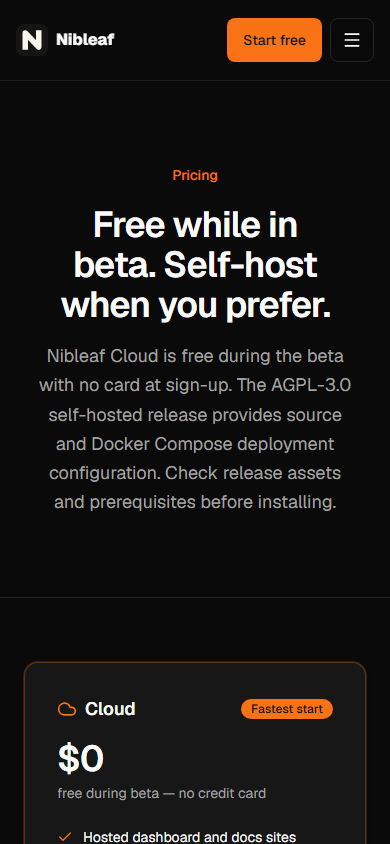 Nibleaf
Start free
Pricing
Free while in
beta. Self-host
when you prefer.
Nibleaf Cloud is free during the beta
with no card at sign-up. The AGPL-3.0
self-hosted release provides source
and Docker Compose deployment
configuration. Check release assets
and prerequisites before installing.
Cloud
Fastest start
$0
free during beta — no credit card
Hosted dashboard and docs sites